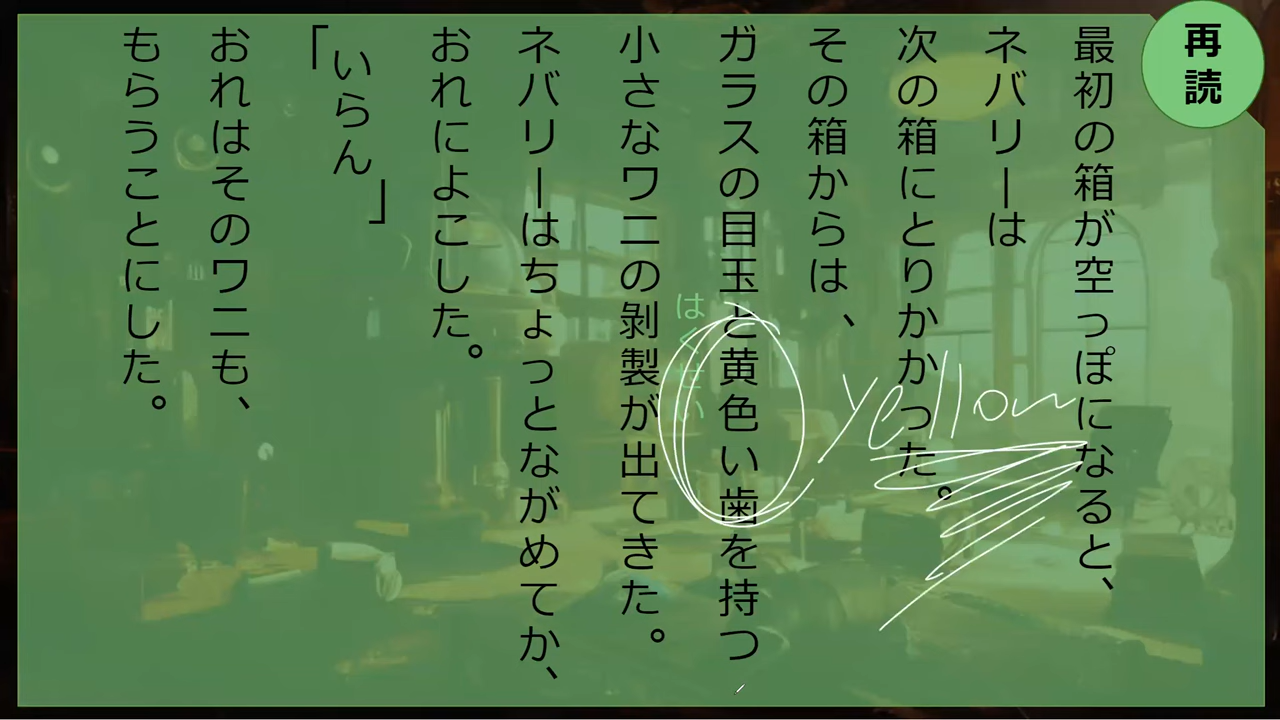 再読
最初の箱が空っぽになると、
ネバリーは
次の箱にとりかかった。
その箱からは、
ガラスの目玉と黄色い歯を持つ
はくせい
小さなワニの剥製が出てきた。
ネバリーはちょっとながめてか、
おれによこした。
「いらん」
おれはそのワニも、
もらうことにした。
yellow